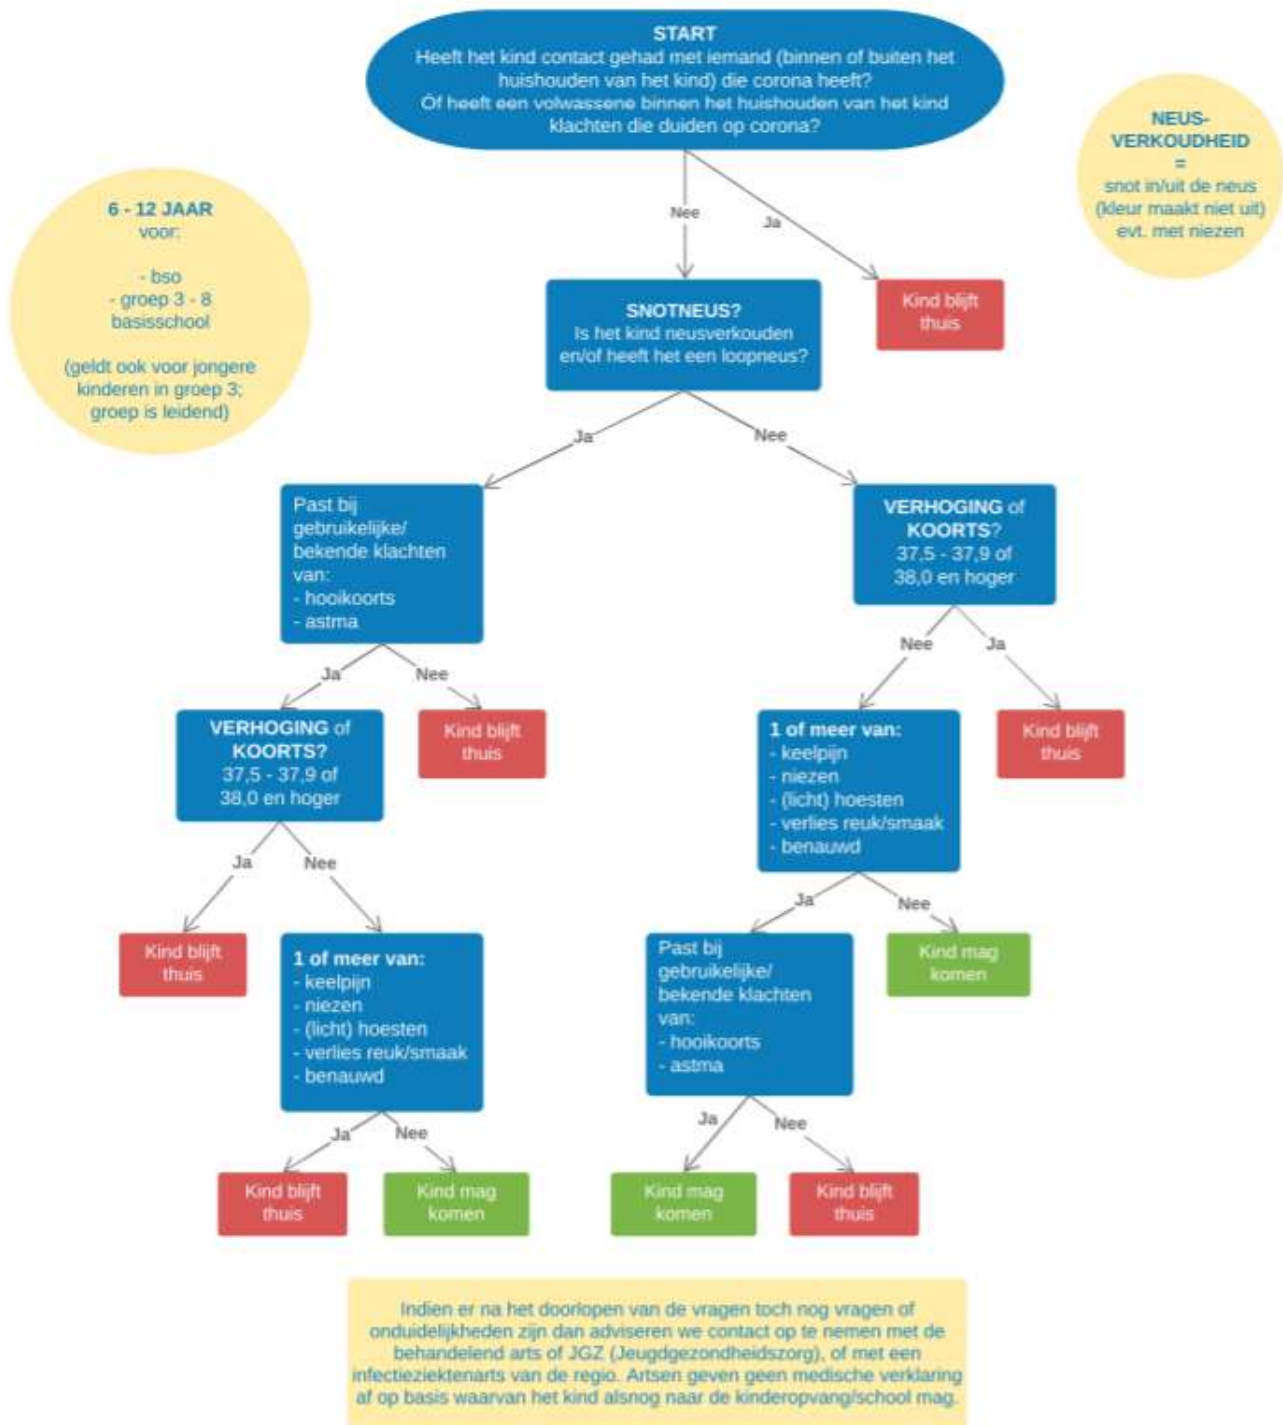 START
Heeft het kind contact gehad met iemand (binnen of buiten het
huishouden van het kind) die corona heeft?
Óf heeft een volwassene binnen het huishouden van het kind
klachten die duiden op corona?
NEUS-
VERKOUDHEID
=
snot in/uit de neus
(kleur maakt niet uit)
evt. met niezen
6 - 12 JAAR
voor:
- bso
- groep 3 - 8
basisschool
(geldt ook voor jongere
kinderen in groep 3;
groep is leidend)
Nee
Ja
SNOTNEUS?
Is het kind neusverkouden
en/of heeft het een loopneus?
Kind blijft
thuis
Ja
Nee
Past bij
gebruikelijke/
bekende klachten
van:
- hooikoorts
- astma
VERHOGING of
KOORTS?
37,5 - 37,9 of
38,0 en hoger
Ja
Nee
Nee
Ja
VERHOGING of
KOORTS?
37,5 - 37,9 of
38,0 en hoger
Kind blijft
thuis
1 of meer van:
- keelpijn
- niezen
- (licht) hoesten
- verlies reuk/smaak
- benauwd
Kind blijft
thuis
Ja
Nee
Ja
Nee
Kind blijft
thuis
1 of meer van:
- keelpijn
- niezen
- (licht) hoesten
- verlies reuk/smaak
- benauwd
Past bij
gebruikelijke/
bekende klachten
van:
- hooikoorts
- astma
Kind mag
komen
Ja
Nee
Ja
Nee
Kind blijft
thuis
Kind mag
komen
Kind mag
komen
Kind blijft
thuis
Indien er na het doorlopen van de vragen toch nog vragen of
onduidelijkheden zijn dan adviseren we contact op te nemen met de
behandelend arts of JGZ (Jeugdgezondheidszorg), of met een
infectieziektenarts van de regio. Artsen geven geen medische verklaring
af op basis waarvan het kind alsnog naar de kinderopvang/school mag.